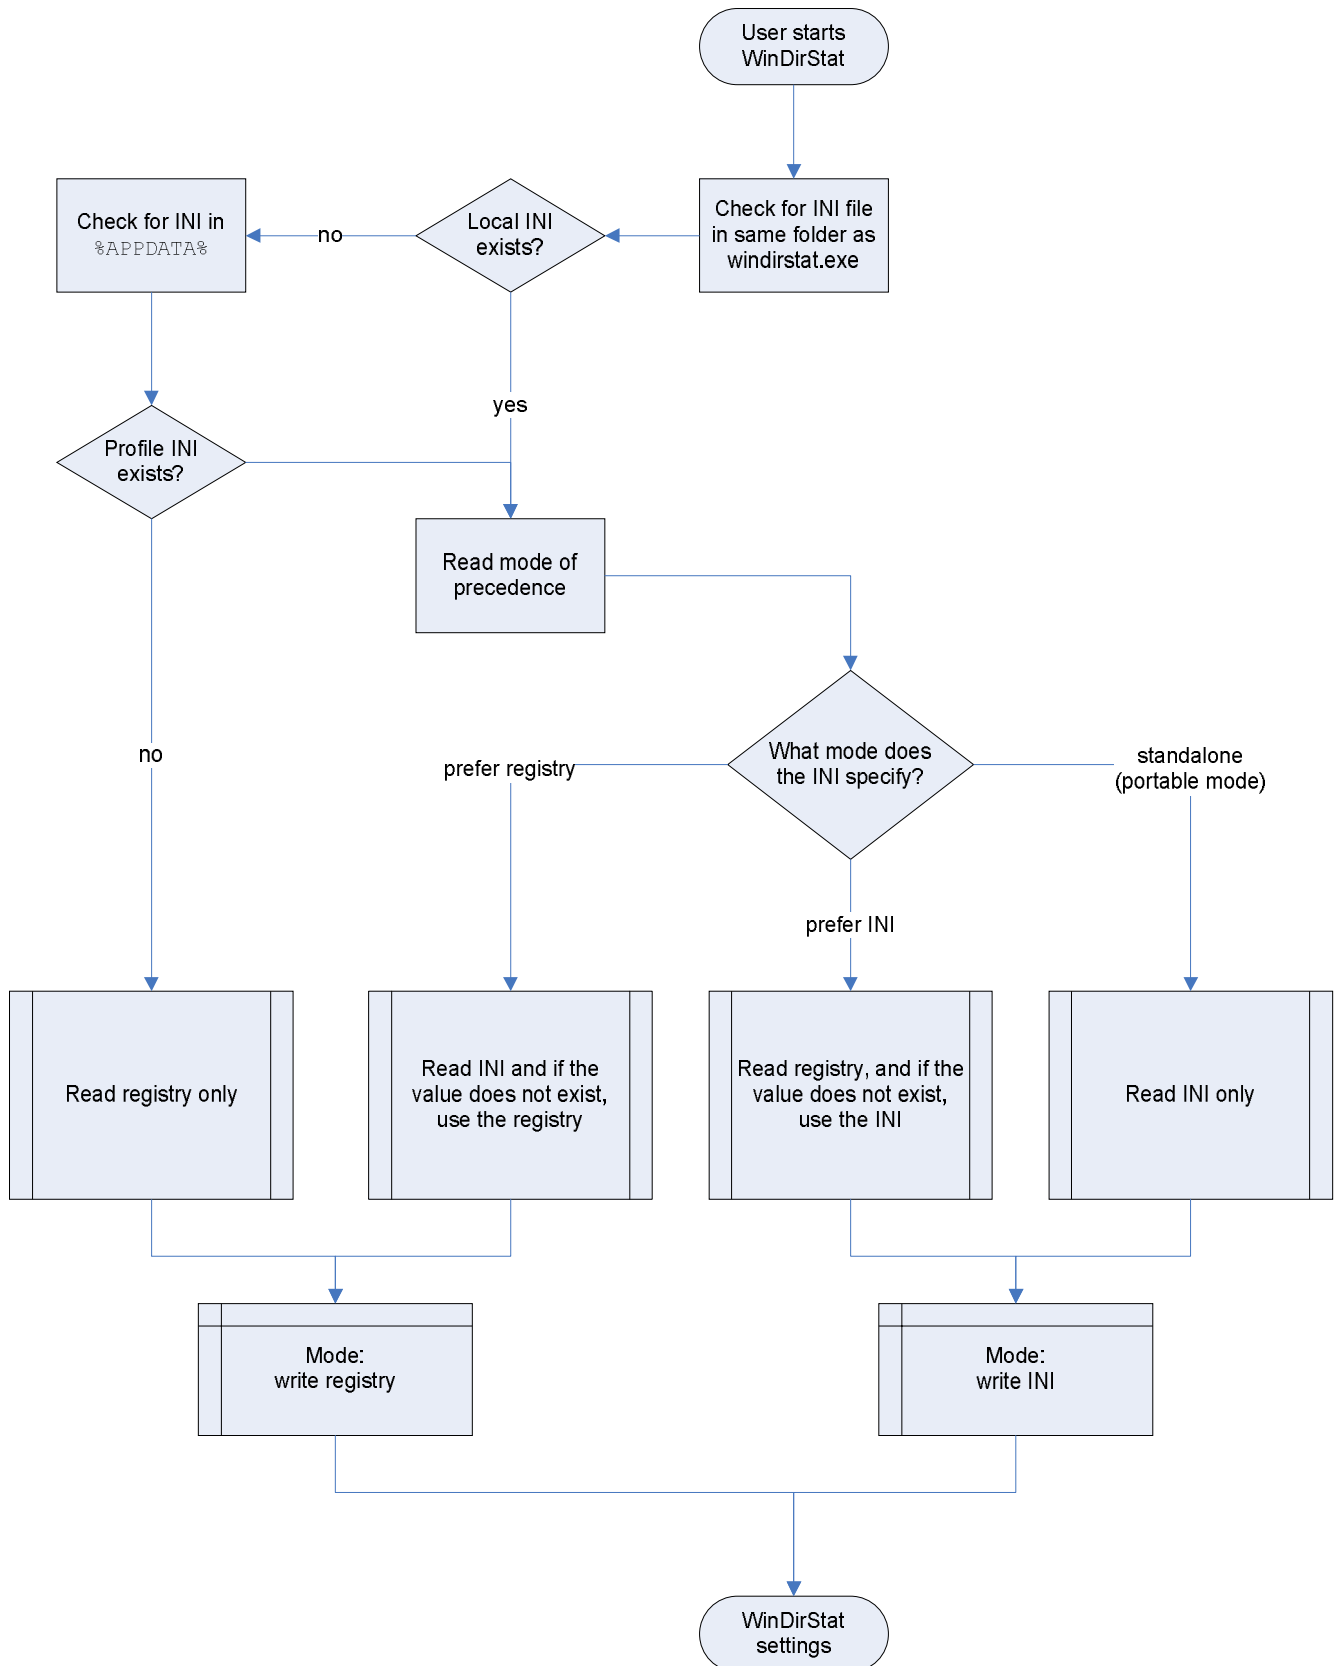 User starts
WinDirStat
Check for INI file
in same folder as
windirstat.exe
Local INI
exists?
no
Check for INI in
%APPDATA%
yes
Profile INI
exists?
Read mode of
precedence
no
What mode does
the INI specify?
prefer registry
standalone
(portable mode)
prefer INI
Read registry only
Read INI and if the
value does not exist,
use the registry
Read registry, and if the
value does not exist,
use the INI
Read INI only
Mode:
write registry
Mode:
write INI
WinDirStat
settings